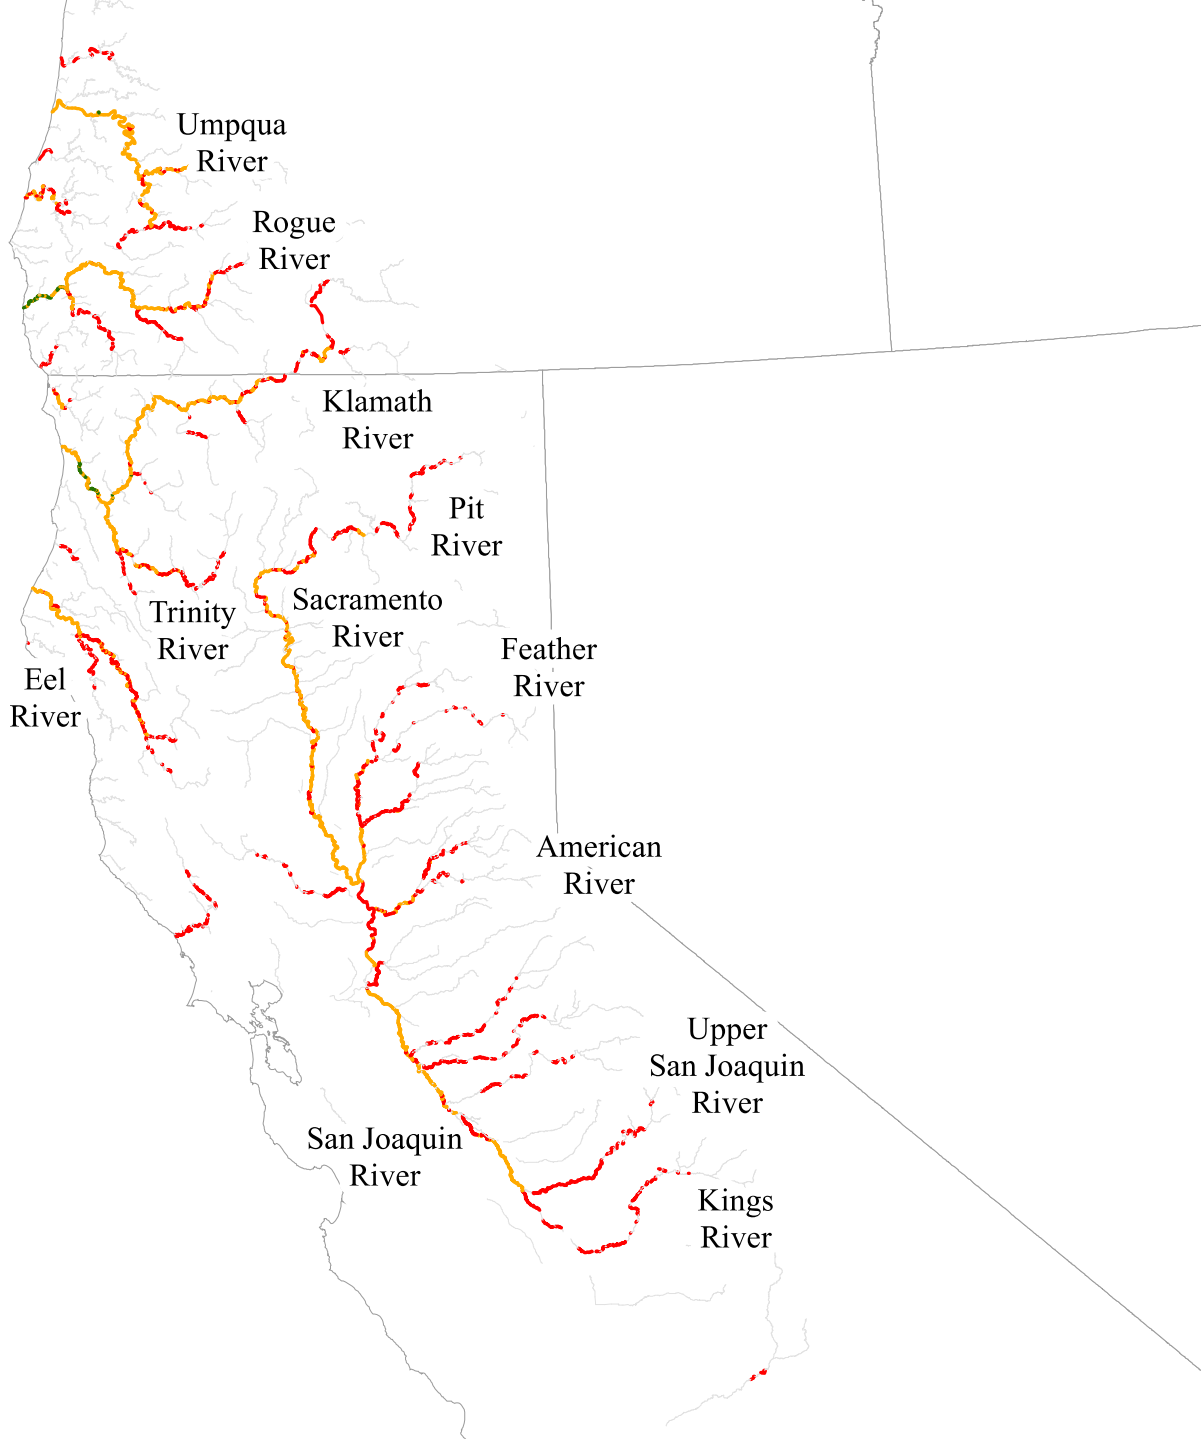 Umpqua
River
Rogue
River
Klamath
River
Pit
River
Trinity
River
Sacramento
River
Feather
River
Eel
River
American
River
Upper
San Joaquin
River
San Joaquin
River
Kings
River